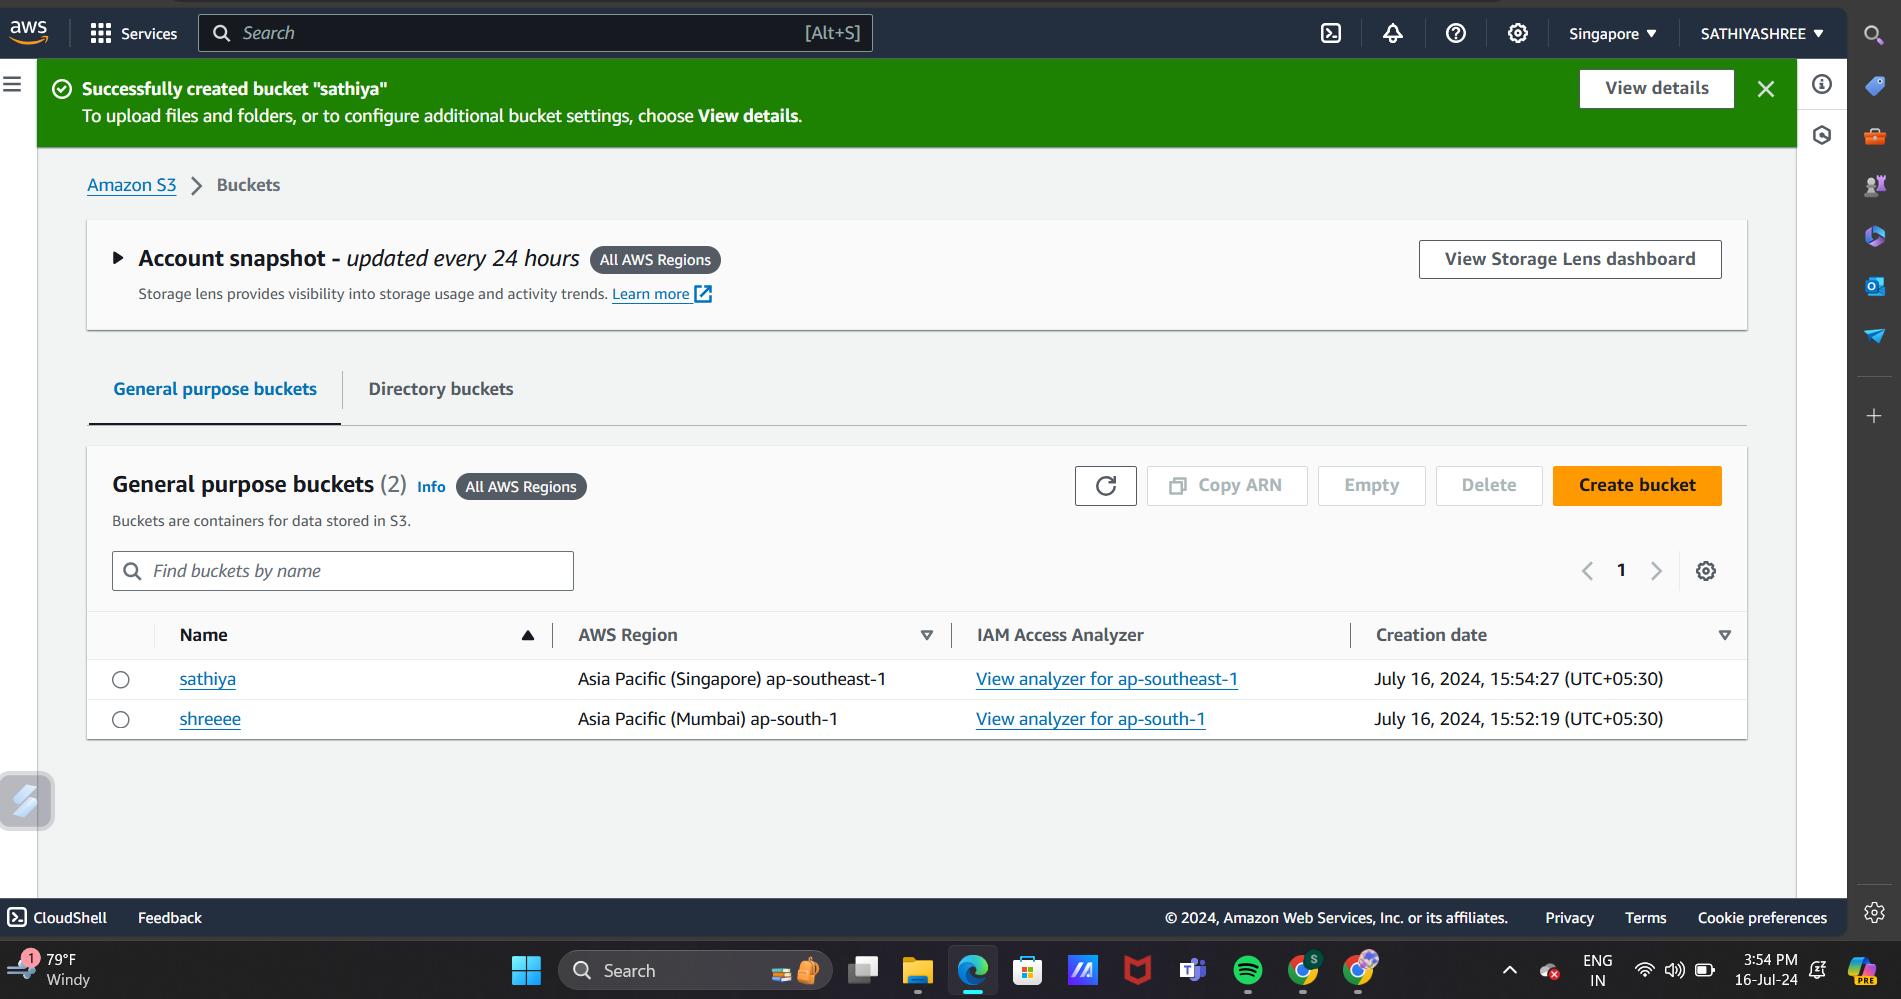 aws Services Search [Alt+S] Singapore ▼ SATHIYASHREE ▼
Successfully created bucket "sathiya"
To upload files and folders, or to configure additional bucket settings, choose View details.
View details
Amazon S3 > Buckets
Account snapshot - updated every 24 hours All AWS Regions
Storage lens provides visibility into storage usage and activity trends. Learn more
View Storage Lens dashboard
General purpose buckets Directory buckets
General purpose buckets (2) Info All AWS Regions
Buckets are containers for data stored in S3.
Copy ARN Empty Delete Create bucket
Find buckets by name
1
Name AWS Region IAM Access Analyzer Creation date
sathiya Asia Pacific (Singapore) ap-southeast-1 View analyzer for ap-southeast-1 July 16, 2024, 15:54:27 (UTC+05:30)
shreeee Asia Pacific (Mumbai) ap-south-1 View analyzer for ap-south-1 July 16, 2024, 15:52:19 (UTC+05:30)
CloudShell Feedback © 2024, Amazon Web Services, Inc. or its affiliates. Privacy Terms Cookie preferences
1 79°F
Windy
Search
S
ENG
IN
3:54 PM
16-Jul-24
PRE